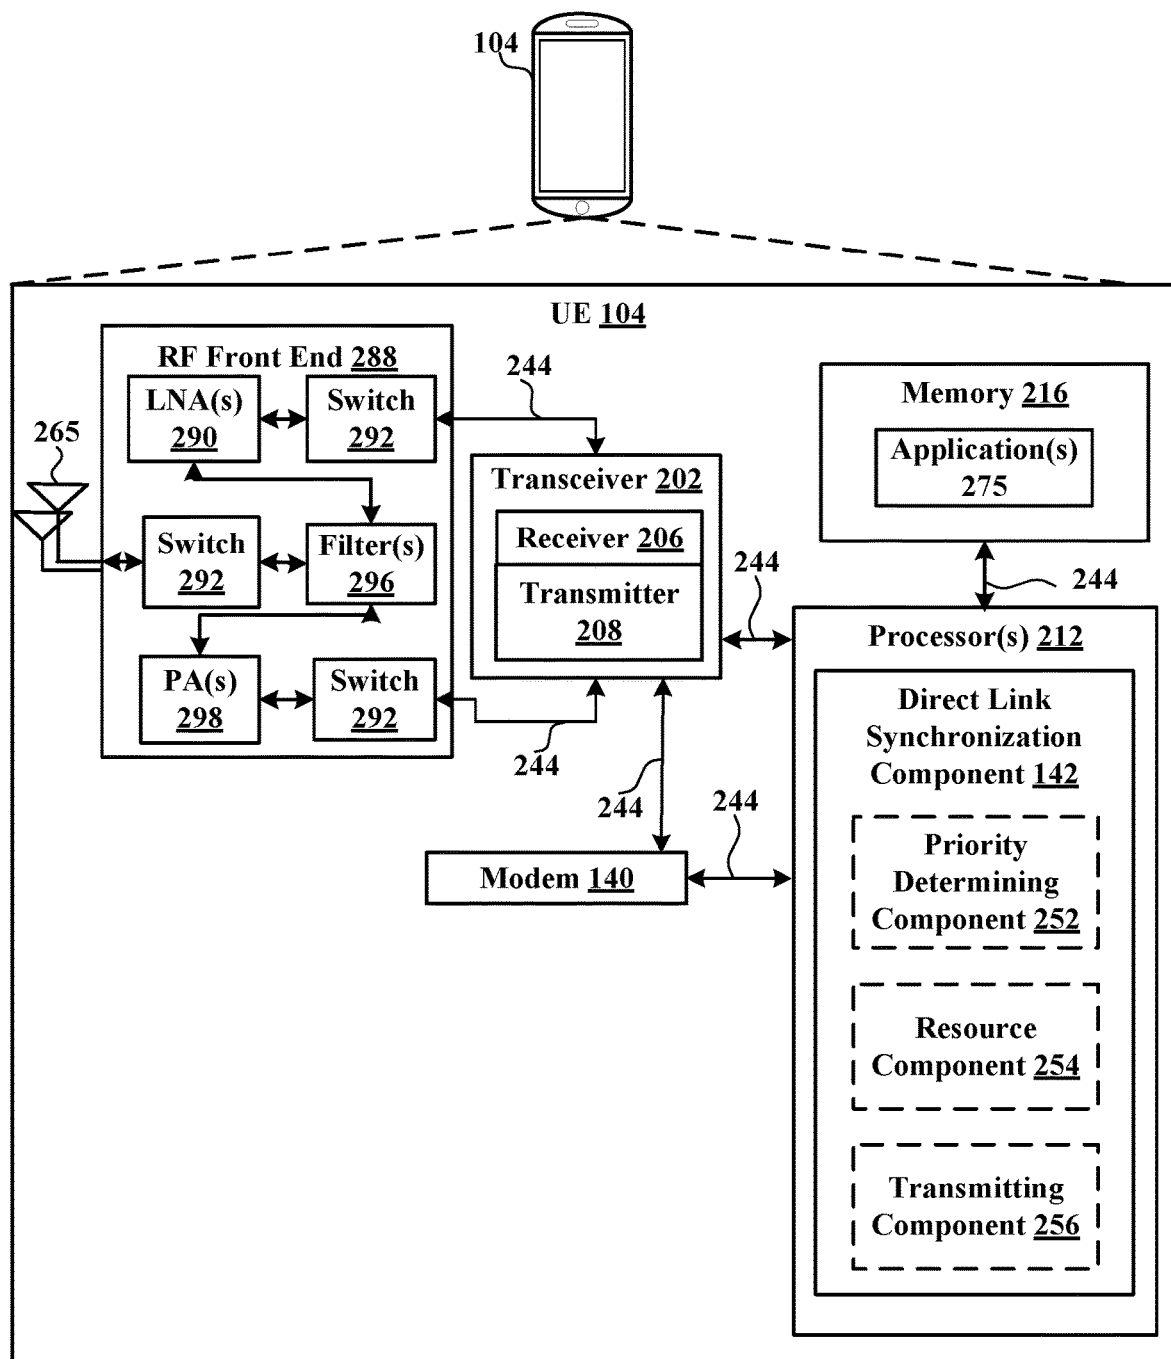 104
UE 104
RF Front End 288
LNA(s)
290
Switch
292
244
265
Switch
292
Filter(s)
296
PA(s)
298
Switch
292
244
Transceiver 202
Receiver 206
Transmitter
208
244
244
Modem 140
244
Memory 216
Application(s)
275
244
Processor(s) 212
Direct Link
Synchronization
Component 142
Priority
Determining
Component 252
Resource
Component 254
Transmitting
Component 256